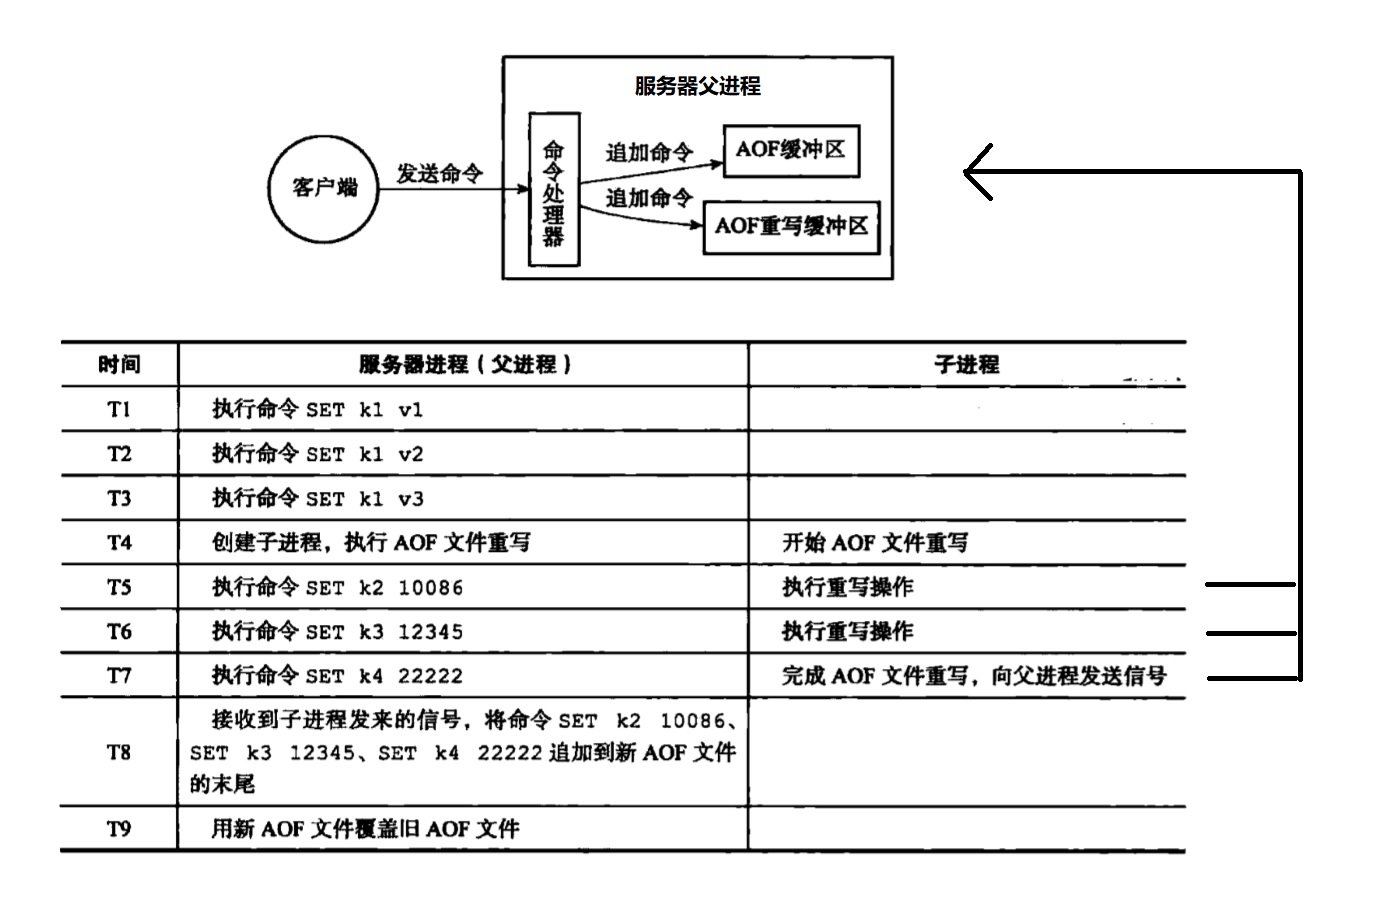 服务器父进程
客户端
发送命令
命令处理器
追加命令
AOF缓冲区
追加命令
AOF重写缓冲区
时间 服务器进程（父进程） 子进程
T1 执行命令 SET k1 v1
T2 执行命令 SET k1 v2
T3 执行命令 SET k1 v3
T4 创建子进程，执行 AOF 文件重写 开始 AOF 文件重写
T5 执行命令 SET k2 10086 执行重写操作
T6 执行命令 SET k3 12345 执行重写操作
T7 执行命令 SET k4 22222 完成 AOF 文件重写，向父进程发送信号
接收到子进程发来的信号，将命令 SET k2 10086、
T8 SET k3 12345、SET k4 22222 追加到新 AOF 文件
的末尾
T9 用新 AOF 文件覆盖旧 AOF 文件